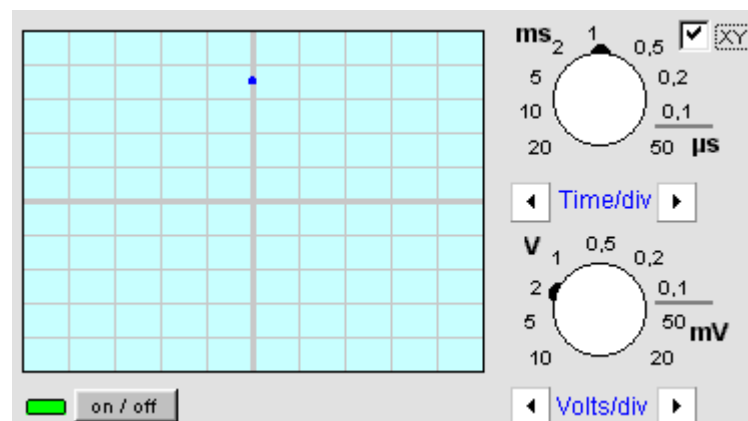 ms 2 1 0,5 XY
5 0,2
10 0,1
20 50 µs
Time/div
V 1 0,5 0,2
2 0,1
5 50 mV
10 20
on / off
Volts/div